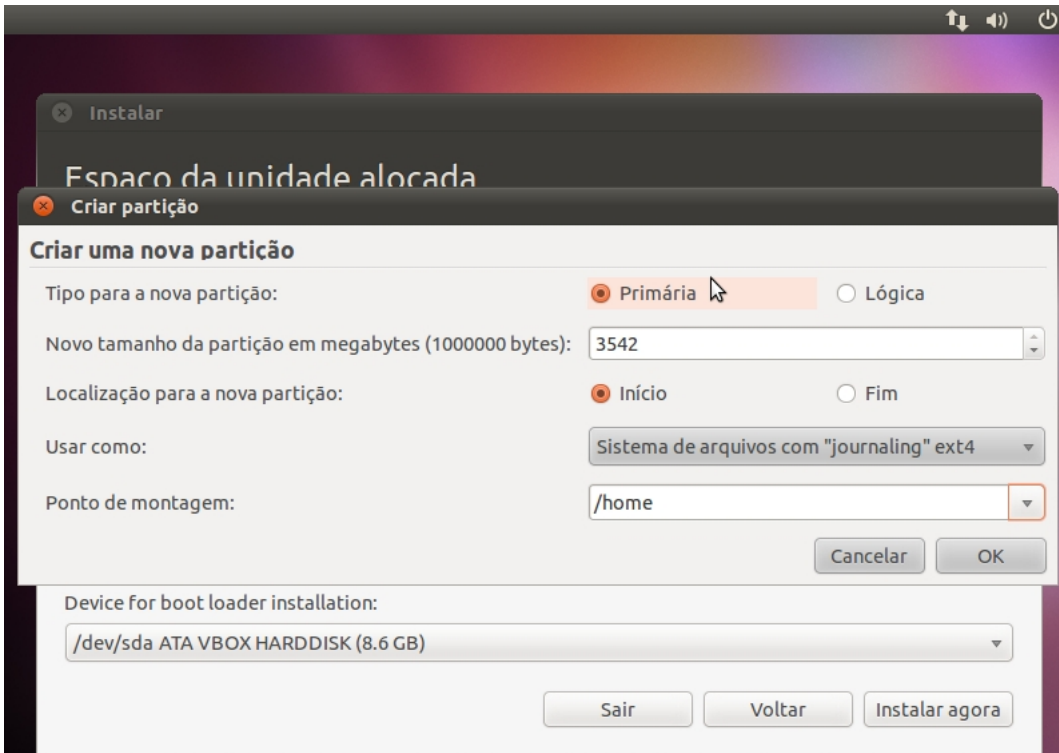 Instalar
Espaço da unidade alocada
Criar partição
Criar uma nova partição
Tipo para a nova partição: Primária Lógica
Novo tamanho da partição em megabytes (1000000 bytes): 3542
Localização para a nova partição: Início Fim
Usar como: Sistema de arquivos com "journaling" ext4
Ponto de montagem: /home
Cancelar OK
Device for boot loader installation:
/dev/sda ATA VBOX HARDDISK (8.6 GB)
Sair Voltar Instalar agora